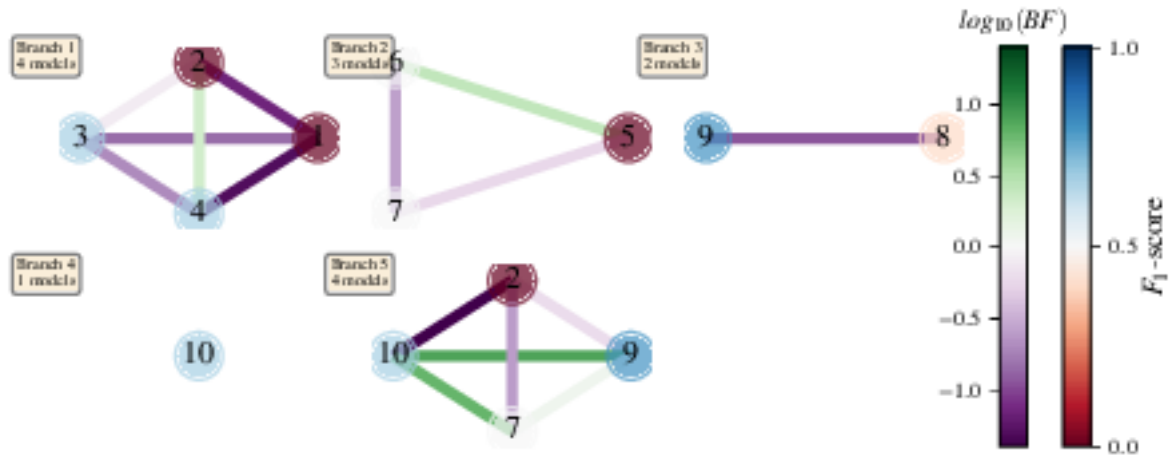 log₁₀(BF)
Branch 1
4 models
2
3
1
4
Branch 2
3 models
6
5
7
Branch 3
2 models
9
8
Branch 4
1 models
10
Branch 5
4 models
2
10
9
7
1.0
0.5
0.0
−0.5
−1.0
1.0
0.5
0.0
F₁-score